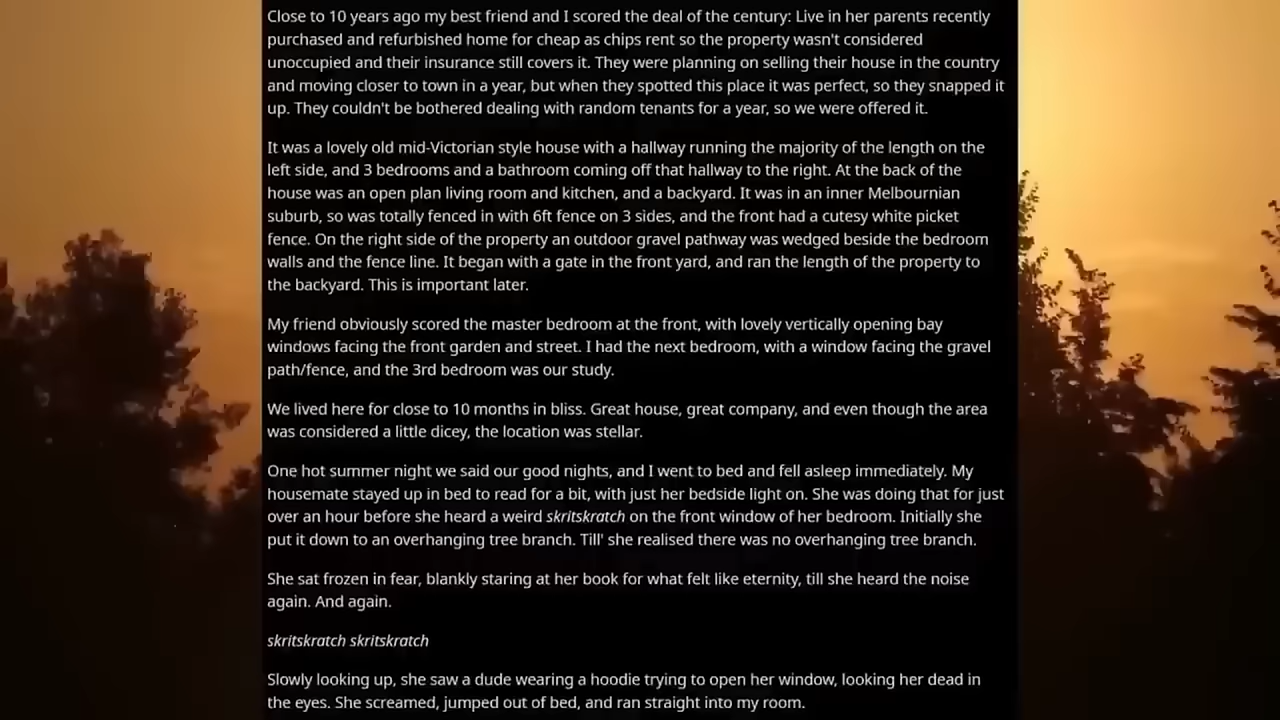 Close to 10 years ago my best friend and I scored the deal of the century: Live in her parents recently
purchased and refurbished home for cheap as chips rent so the property wasn't considered
unoccupied and their insurance still covers it. They were planning on selling their house in the country
and moving closer to town in a year, but when they spotted this place it was perfect, so they snapped it
up. They couldn't be bothered dealing with random tenants for a year, so we were offered it.
It was a lovely old mid-Victorian style house with a hallway running the majority of the length on the
left side, and 3 bedrooms and a bathroom coming off that hallway to the right. At the back of the
house was an open plan living room and kitchen, and a backyard. It was in an inner Melbournian
suburb, so was totally fenced in with 6ft fence on 3 sides, and the front had a cutesy white picket
fence. On the right side of the property an outdoor gravel pathway was wedged beside the bedroom
walls and the fence line. It began with a gate in the front yard, and ran the length of the property to
the backyard. This is important later.
My friend obviously scored the master bedroom at the front, with lovely vertically opening bay
windows facing the front garden and street. I had the next bedroom, with a window facing the gravel
path/fence, and the 3rd bedroom was our study.
We lived here for close to 10 months in bliss. Great house, great company, and even though the area
was considered a little dicey, the location was stellar.
One hot summer night we said our good nights, and I went to bed and fell asleep immediately. My
housemate stayed up in bed to read for a bit, with just her bedside light on. She was doing that for just
over an hour before she heard a weird skritskratch on the front window of her bedroom. Initially she
put it down to an overhanging tree branch. Till' she realised there was no overhanging tree branch.
She sat frozen in fear, blankly staring at her book for what felt like eternity, till she heard the noise
again. And again.
skritskratch skritskratch
Slowly looking up, she saw a dude wearing a hoodie trying to open her window, looking her dead in
the eyes. She screamed, jumped out of bed, and ran straight into my room.